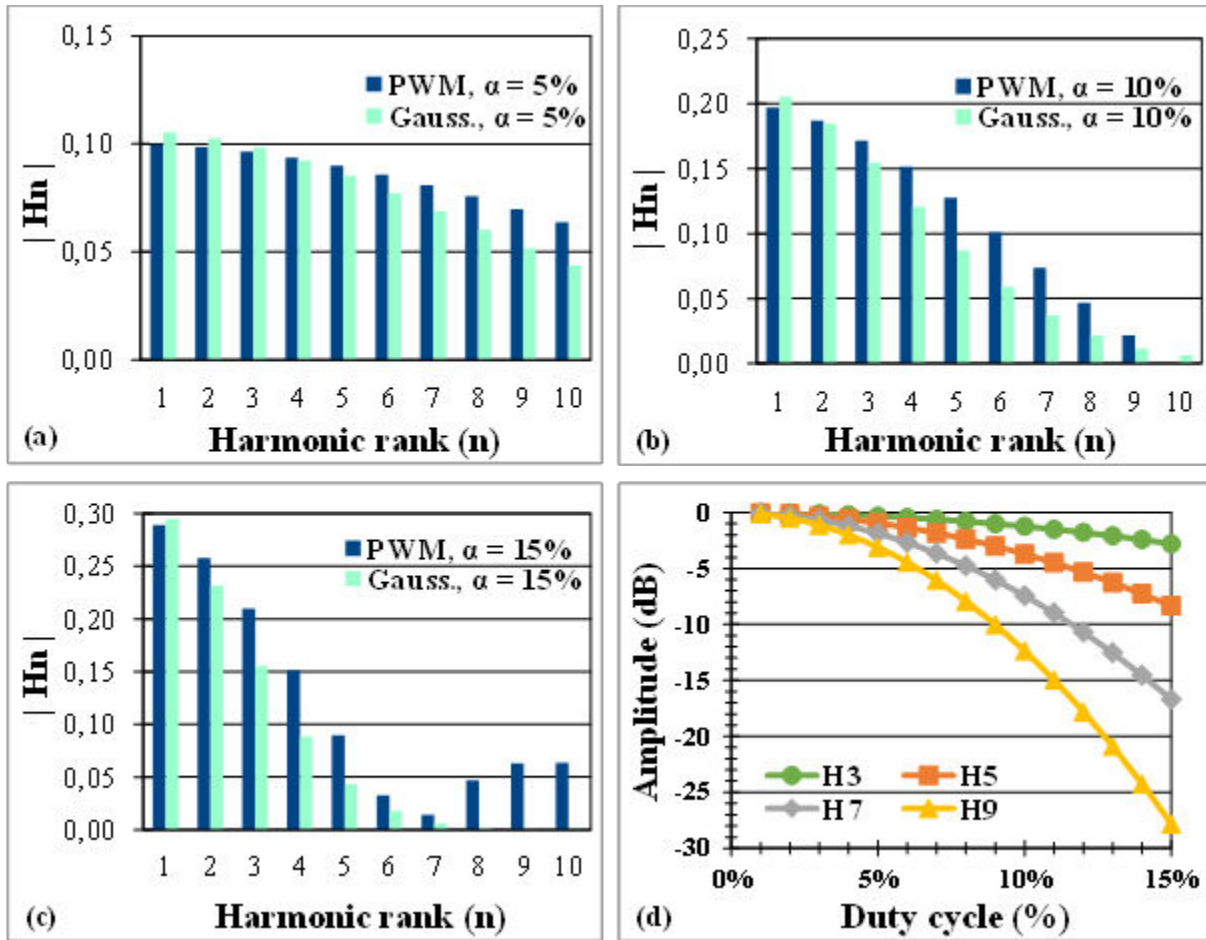 0,15
0,10
0,05
0,00
| Hn |
PWM, α = 5%
Gauss., α = 5%
1 2 3 4 5 6 7 8 9 10
(a) Harmonic rank (n)
0,25
0,20
0,15
0,10
0,05
0,00
| Hn |
PWM, α = 10%
Gauss., α = 10%
1 2 3 4 5 6 7 8 9 10
(b) Harmonic rank (n)
0,30
0,25
0,20
0,15
0,10
0,05
0,00
| Hn |
PWM, α = 15%
Gauss., α = 15%
1 2 3 4 5 6 7 8 9 10
(c) Harmonic rank (n)
0
-5
-10
-15
-20
-25
-30
Amplitude (dB)
H3 H5
H7 H9
0% 5% 10% 15%
(d) Duty cycle (%)